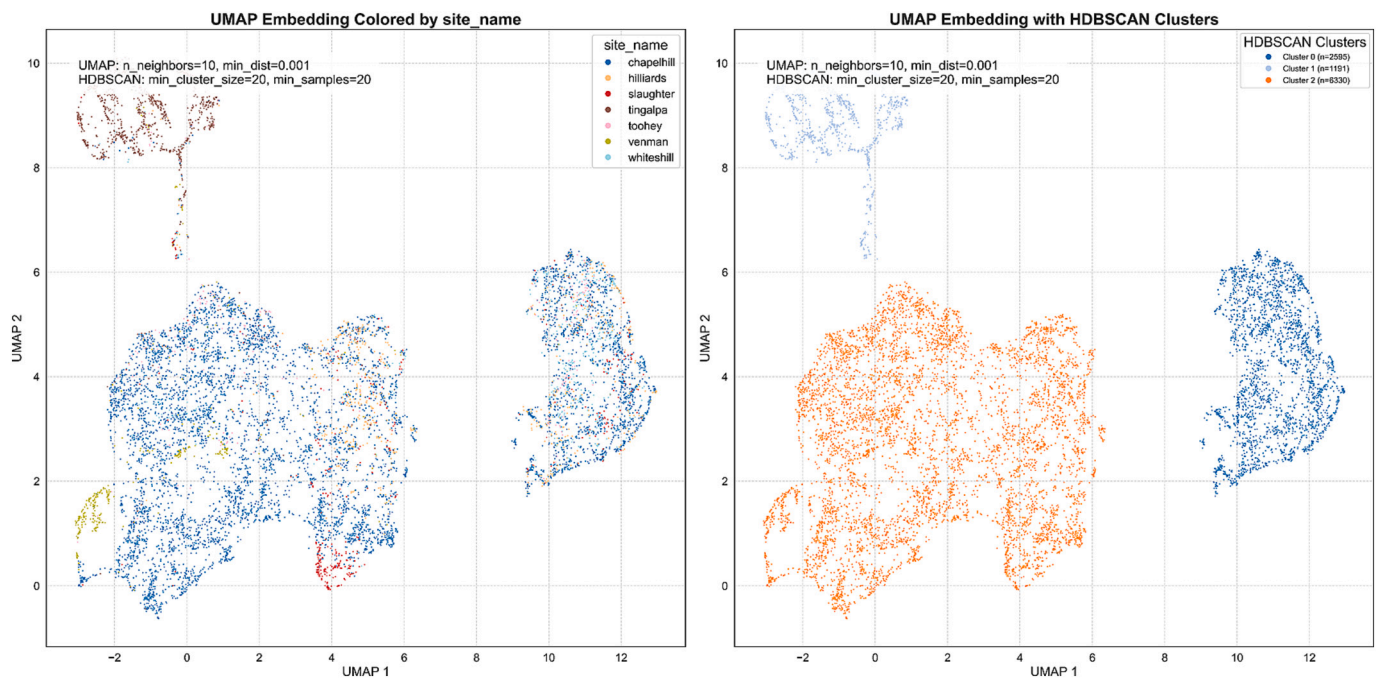 UMAP Embedding Colored by site_name
UMAP: n_neighbors=10, min_dist=0.001
HDBSCAN: min_cluster_size=20, min_samples=20
site_name
chapelhill
hilliards
slaughter
tingalpa
toohey
venman
whiteshill
10
8
6
4
2
0
UMAP 2
−2
0
2
4
6
8
10
12
UMAP 1
UMAP Embedding with HDBSCAN Clusters
UMAP: n_neighbors=10, min_dist=0.001
HDBSCAN: min_cluster_size=20, min_samples=20
HDBSCAN Clusters
Cluster 0 (n=2595)
Cluster 1 (n=1191)
Cluster 2 (n=6330)
10
8
6
4
2
0
UMAP 2
−2
0
2
4
6
8
10
12
UMAP 1